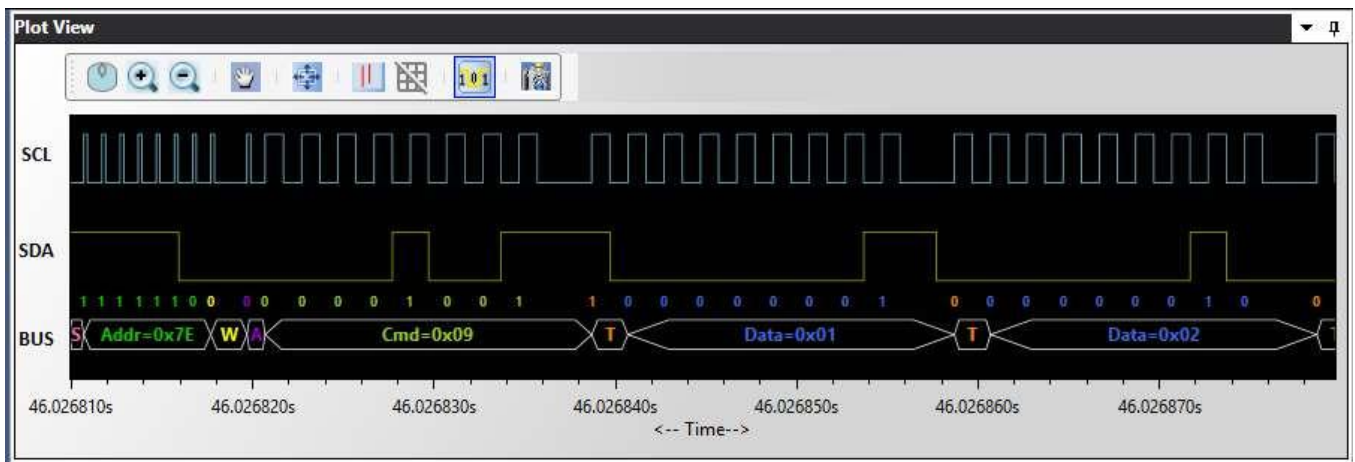 Plot View
1 0 1
SCL
SDA
1 1 1 1 1 1 0 0 0 0 0 0 0 1 0 0 1 1 0 0 0 0 0 0 0 1 0 0 0 0 0 0 0 1 0 0
BUS S Addr=0x7E W A Cmd=0x09 T Data=0x01 T Data=0x02 T
46.026810s 46.026820s 46.026830s 46.026840s 46.026850s 46.026860s 46.026870s
<-- Time-->